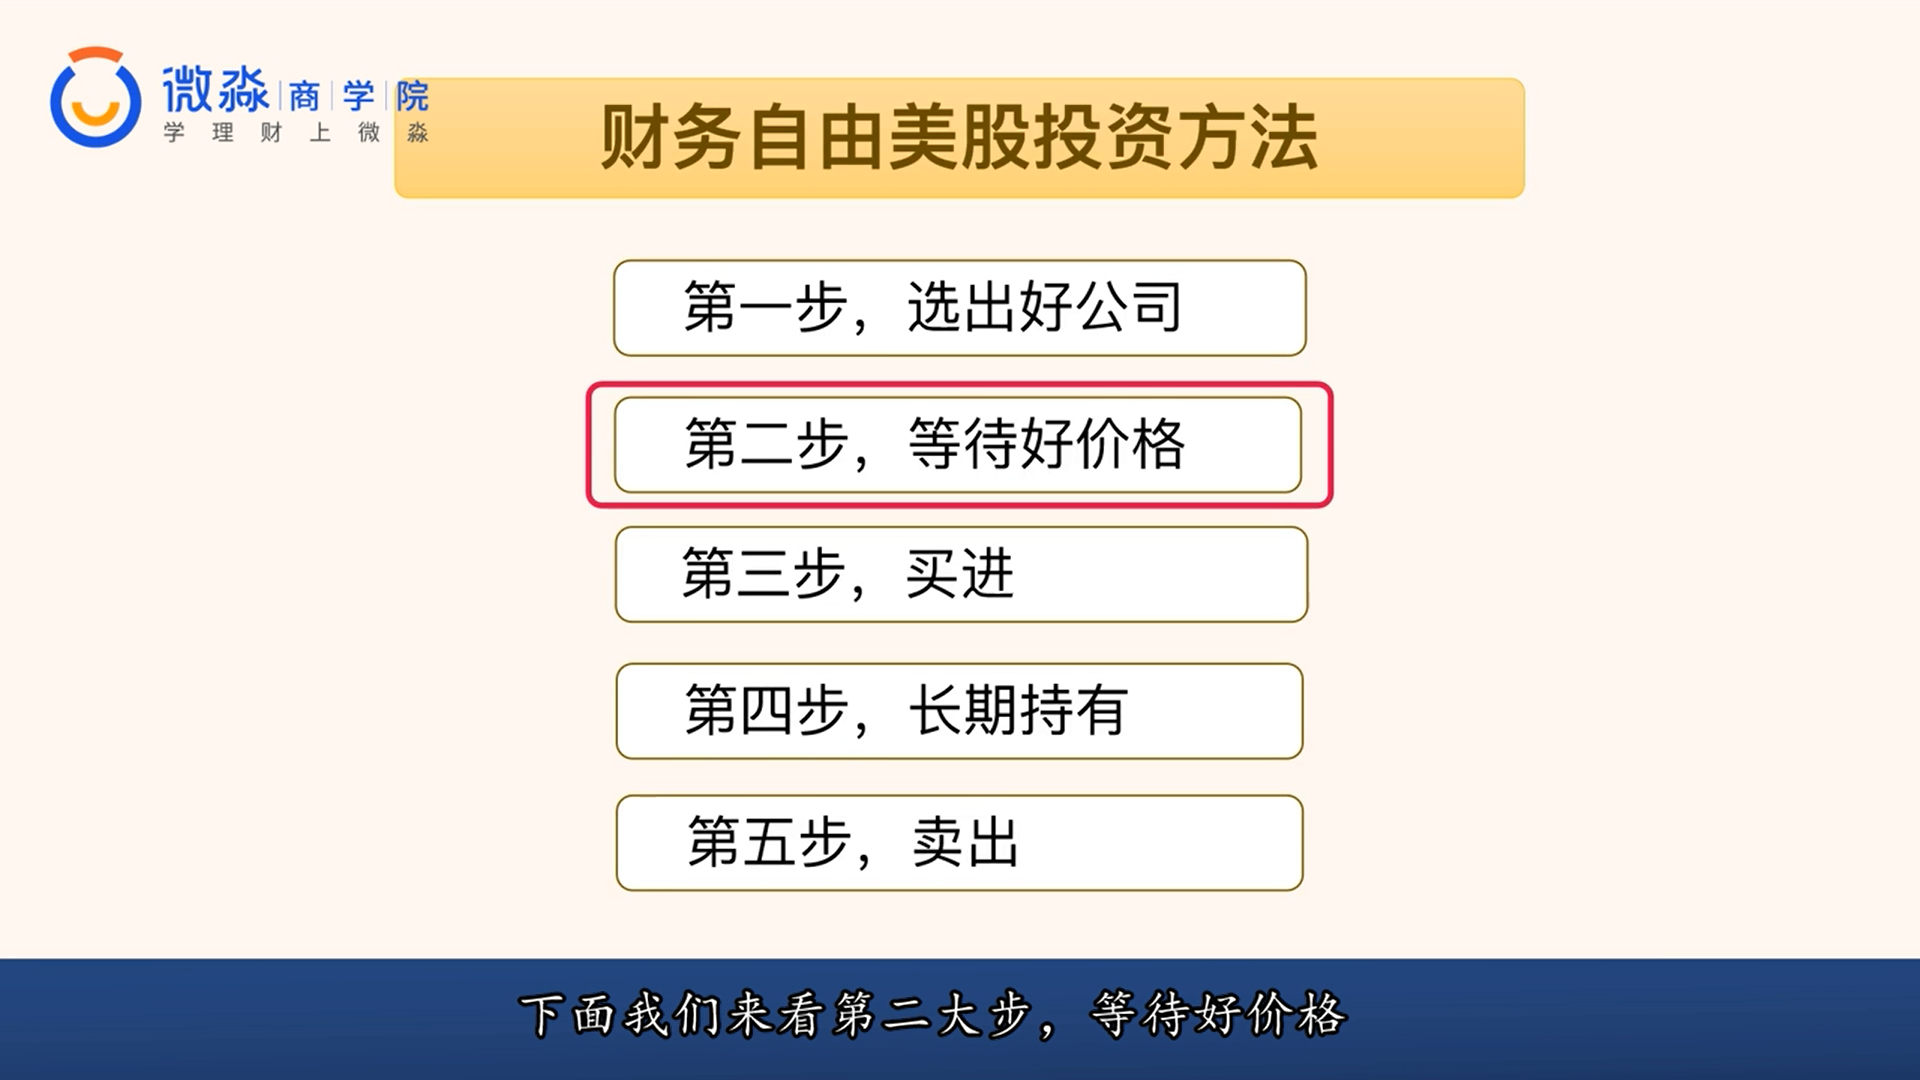 微淼 商 学 院
学理财上微淼
财务自由美股投资方法
第一步，选出好公司
第二步，等待好价格
第三步，买进
第四步，长期持有
第五步，卖出
下面我们来看第二大步，等待好价格